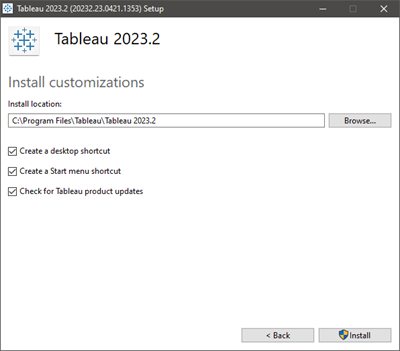 Tableau 2023.2 (20232.23.0421.1353) Setup
Tableau 2023.2
Install customizations
Install location:
C:\Program Files\Tableau\Tableau 2023.2
Browse...
Create a desktop shortcut
Create a Start menu shortcut
Check for Tableau product updates
< Back
Install